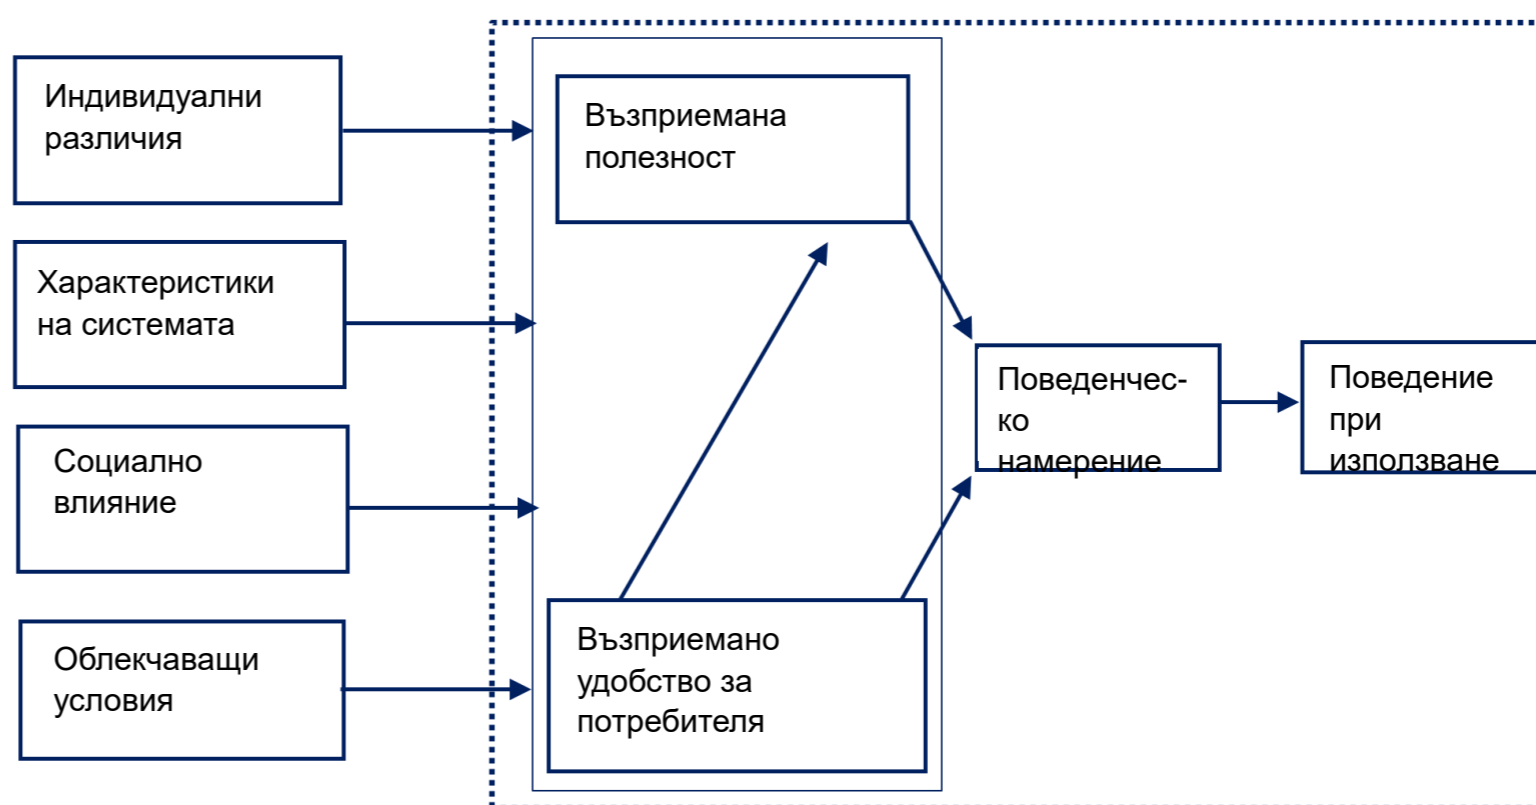 Индивидуални
различия
Възприемана
полезност
Характеристики
на системата
Поведенчес-
ко
намерение
Поведение
при
използване
Социално
влияние
Възприемано
удобство за
потребителя
Облекчаващи
условия